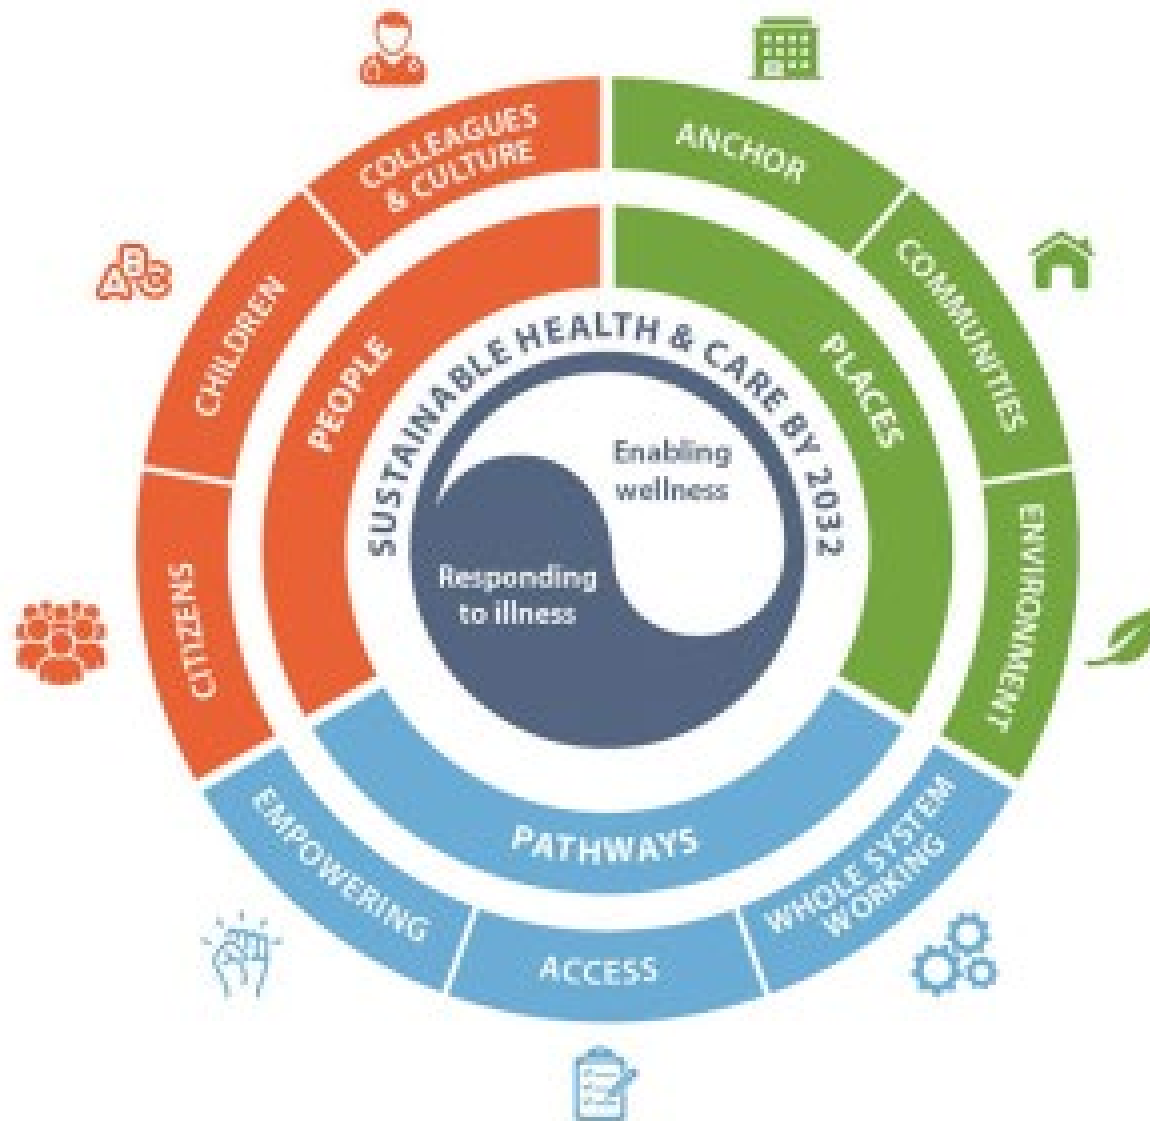 COLLEAGUES
& CULTURE
ANCHOR
COMMUNITIES
ENVIRONMENT
WHOLE SYSTEM
WORKING
ACCESS
EMPOWERING
CITIZENS
CHILDREN
PEOPLE
PLACES
PATHWAYS
SUSTAINABLE HEALTH & CARE BY 2032
Enabling
wellness
Responding
to illness
ABC